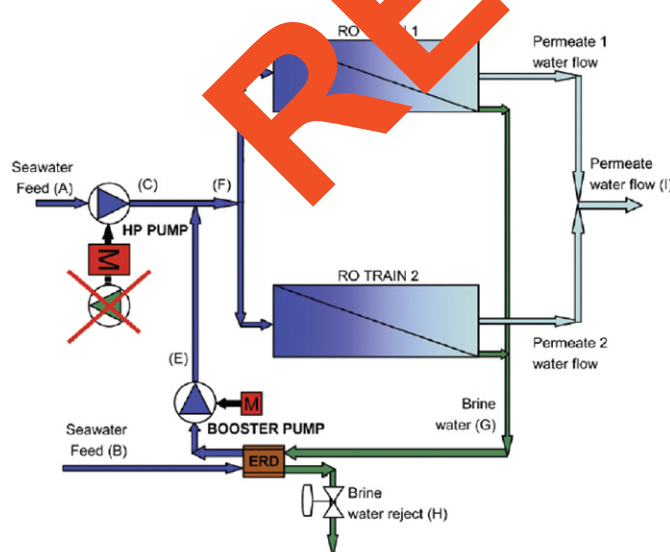 RO
1
Permeate 1
water flow
Seawater
Feed (A)
(C)
(F)
Permeate
water flow (I)
HP PUMP
M
RO TRAIN 2
(E)
Permeate 2
water flow
M
BOOSTER PUMP
Brine
water (G)
Seawater
Feed (B)
ERD
Brine
water reject (H)
RE